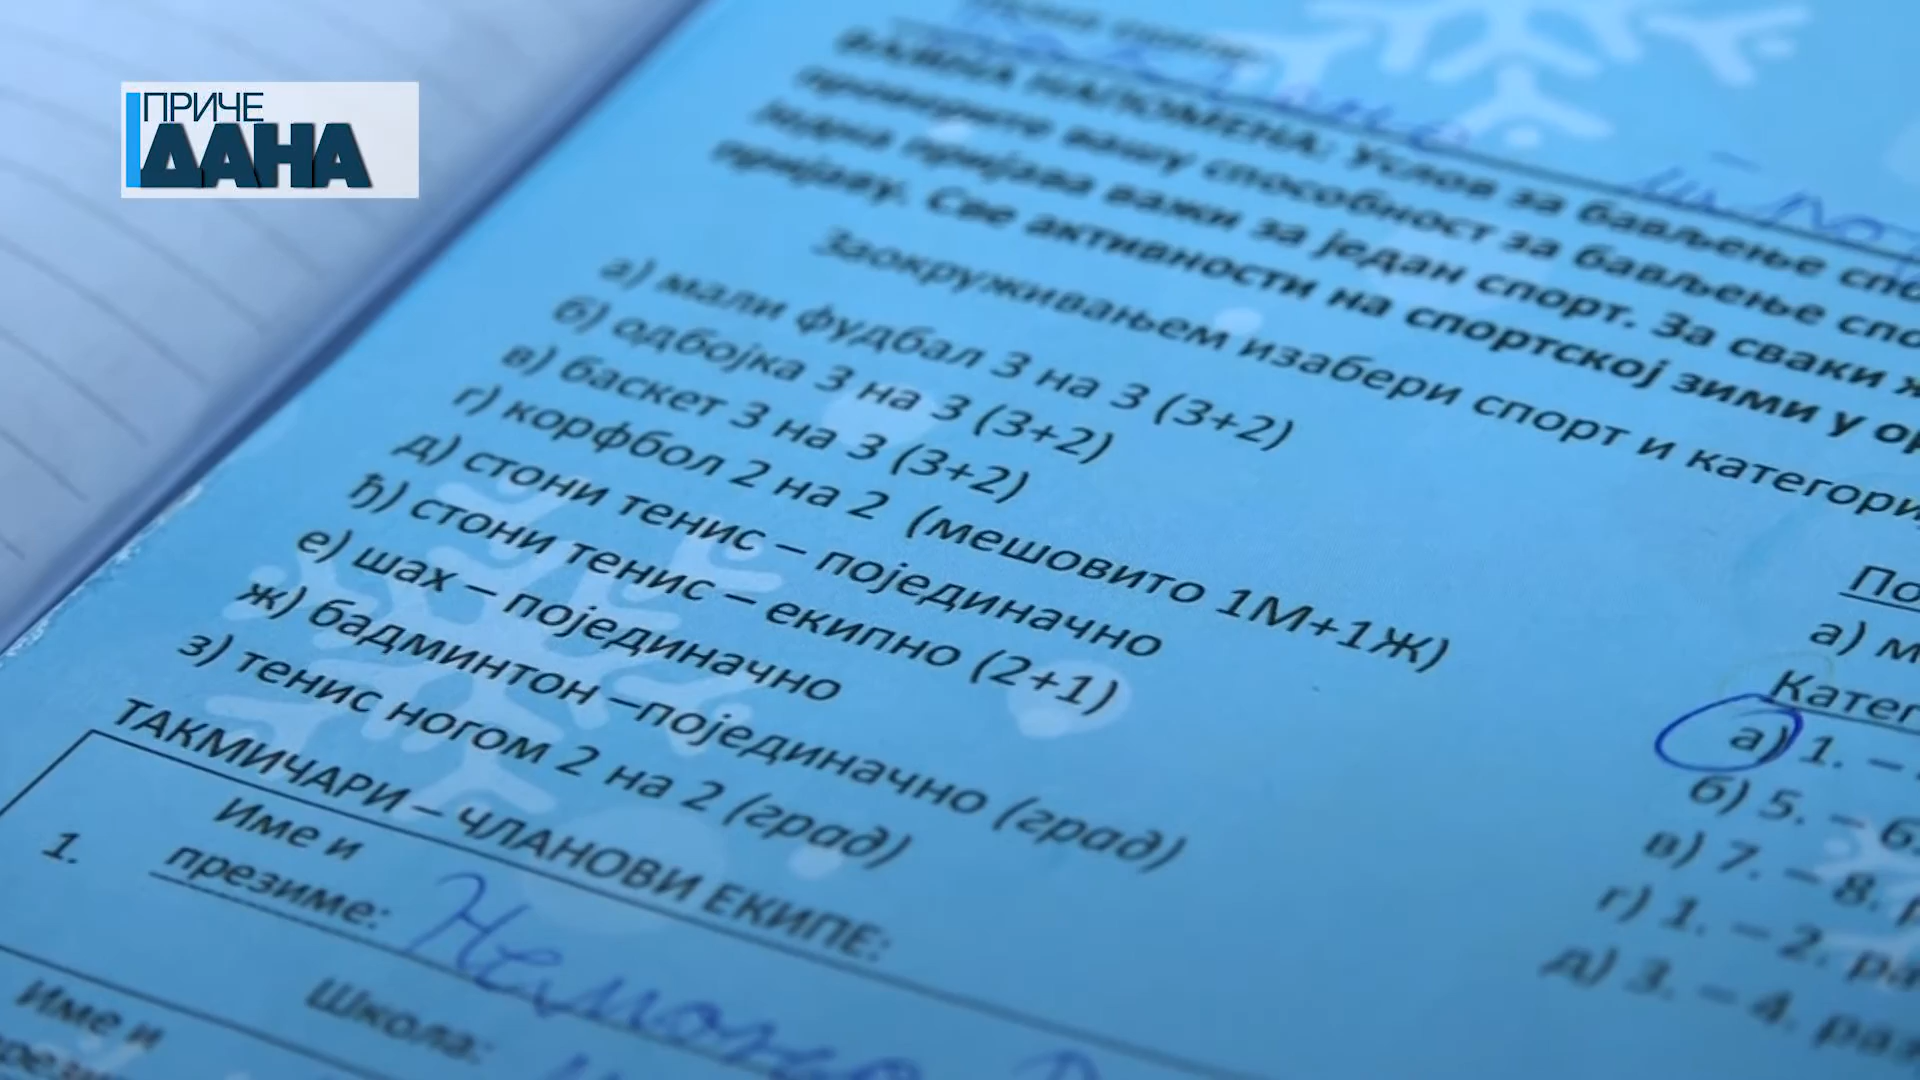 ПРИЧЕ
ДАНА
ВАЖНА НАПОМЕНА: Услов за бављење
проверите вашу способност за бављење
Једна пријава важи за један спорт. За сваки
пријаву. Све активности на спортској зими у
Заокруживањем изабери спорт и
а) мали фудбал 3 на 3 (3+2)
б) одбојка 3 на 3 (3+2)
в) баскет 3 на 3 (3+2)
г) корфбол 2 на 2 (мешовито 1М+1Ж)
д) стони тенис – појединачно
ђ) стони тенис – екипно (2+1)
е) шах – појединачно
ж) бадминтон –појединачно (град)
з) тенис ногом 2 на 2 (град)
ТАКМИЧАРИ – ЧЛАНОВИ ЕКИПЕ:
1. Име и
презиме:
Школа:
Име и
а)
а) 1. –
б) 5. – 6.
в) 7. – 8.
г) 1. – 2.
д) 3. – 4.